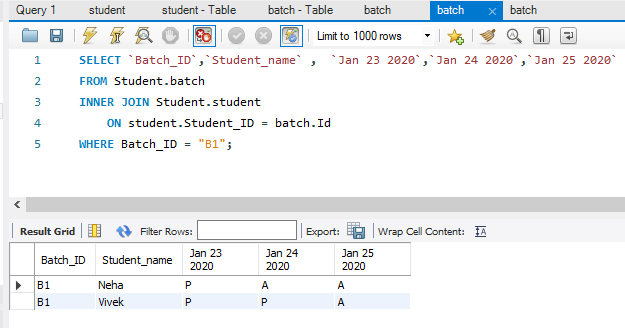 Query 1 student student - Table batch - Table batch batch batch
Limit to 1000 rows
1 SELECT `Batch_ID`,`Student_name` , `Jan 23 2020`,`Jan 24 2020`,`Jan 25 2020`
2 FROM Student.batch
3 INNER JOIN Student.student
4 ON student.Student_ID = batch.Id
5 WHERE Batch_ID = "B1";
Result Grid Filter Rows: Export: Wrap Cell Content:
Batch_ID Student_name Jan 23 2020 Jan 24 2020 Jan 25 2020
B1 Neha P A A
B1 Vivek P P A